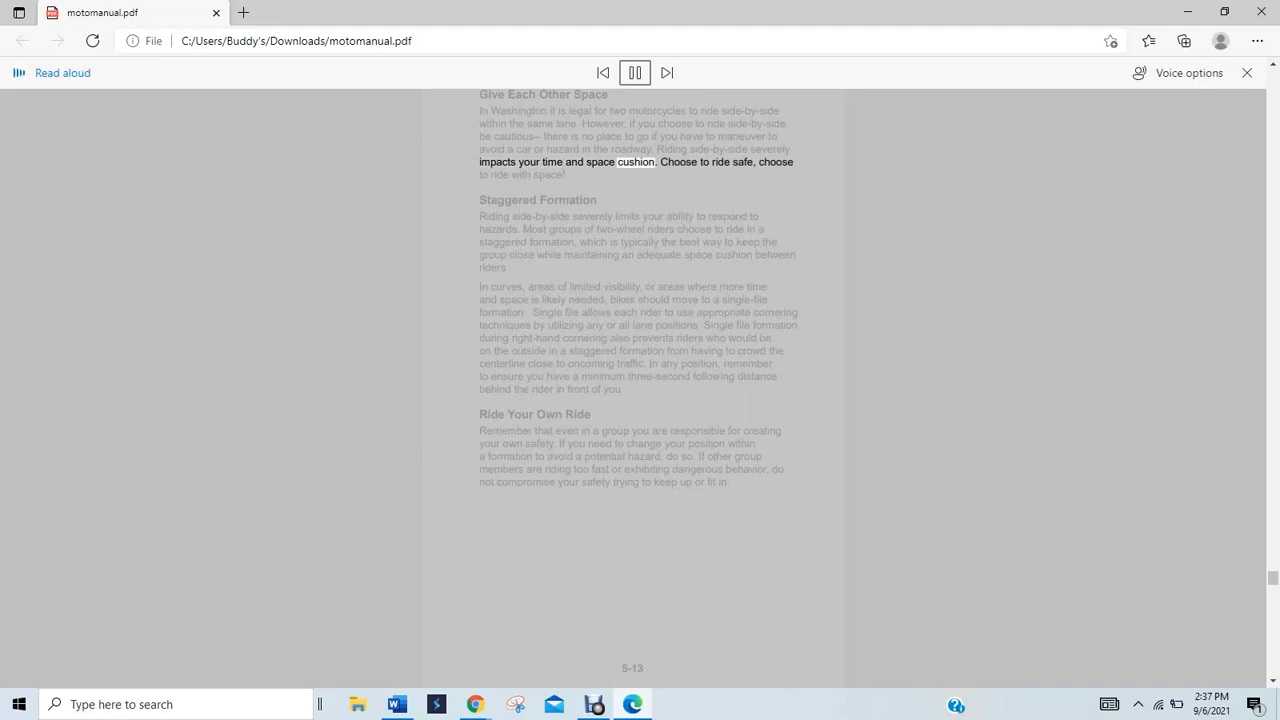 motomanual.pdf
File
C:/Users/Buddy's/Downloads/motomanual.pdf
Read aloud
Voice options
Give Each Other Space
In Washington it is legal for two motorcycles to ride side-by-side
within the same lane. However, if you choose to ride side-by-side,
be cautious– there is no place to go if you have to maneuver to
avoid a car or hazard in the roadway. Riding side-by-side severely
impacts your time and space cushion. Choose to ride safe, choose
to ride with space!
Staggered Formation
Riding side-by-side severely limits your ability to respond to
hazards. Most groups of two-wheel riders choose to ride in a
staggered formation, which is typically the best way to keep the
group close while maintaining an adequate space cushion between
riders
In curves, areas of limited visibility, or areas where more time
and space is likely needed, bikes should move to a single-file
formation. Single file allows each rider to use appropriate cornering
techniques by utilizing any or all lane positions. Single file formation
during right-hand cornering also prevents riders who would be
on the outside in a staggered formation from having to crowd the
centerline close to oncoming traffic. In any position, remember
to ensure you have a minimum three-second following distance
behind the rider in front of you
Ride Your Own Ride
Remember that even in a group you are responsible for creating
your own safety. If you need to change your position within
a formation to avoid a potential hazard, do so. If other group
members are riding too fast or exhibiting dangerous behavior, do
not compromise your safety trying to keep up or fit in.
5-13
Type here to search
2:37 PM
9/6/2021